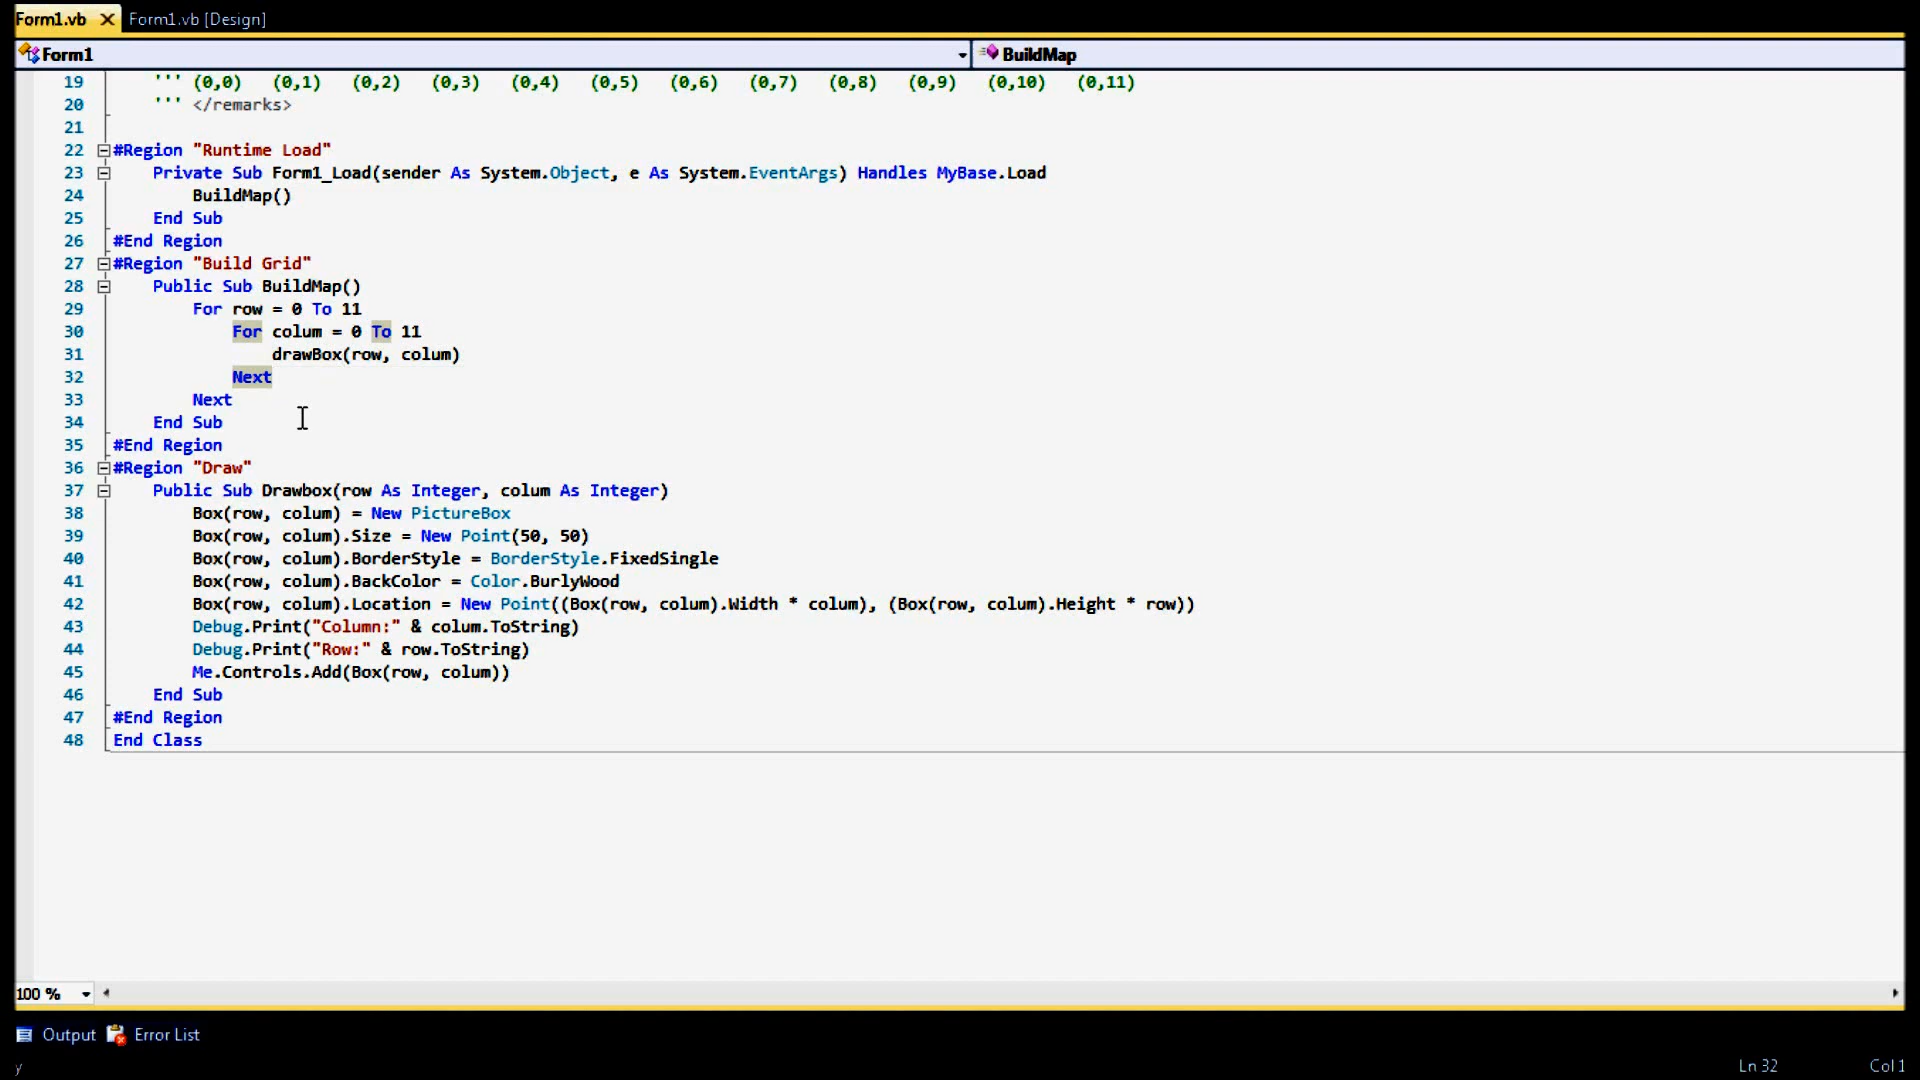 Form1.vb Form1.vb [Design]
Form1 BuildMap
19 ''' (0,0) (0,1) (0,2) (0,3) (0,4) (0,5) (0,6) (0,7) (0,8) (0,9) (0,10) (0,11)
20 ''' </remarks>
21
22 #Region "Runtime Load"
23 Private Sub Form1_Load(sender As System.Object, e As System.EventArgs) Handles MyBase.Load
24 BuildMap()
25 End Sub
26 #End Region
27 #Region "Build Grid"
28 Public Sub BuildMap()
29 For row = 0 To 11
30 For colum = 0 To 11
31 drawBox(row, colum)
32 Next
33 Next
34 End Sub
35 #End Region
36 #Region "Draw"
37 Public Sub Drawbox(row As Integer, colum As Integer)
38 Box(row, colum) = New PictureBox
39 Box(row, colum).Size = New Point(50, 50)
40 Box(row, colum).BorderStyle = BorderStyle.FixedSingle
41 Box(row, colum).BackColor = Color.BurlyWood
42 Box(row, colum).Location = New Point((Box(row, colum).Width * colum), (Box(row, colum).Height * row))
43 Debug.Print("Column:" & colum.ToString)
44 Debug.Print("Row:" & row.ToString)
45 Me.Controls.Add(Box(row, colum))
46 End Sub
47 #End Region
48 End Class
100 %
Output Error List
y Ln 32 Col 1